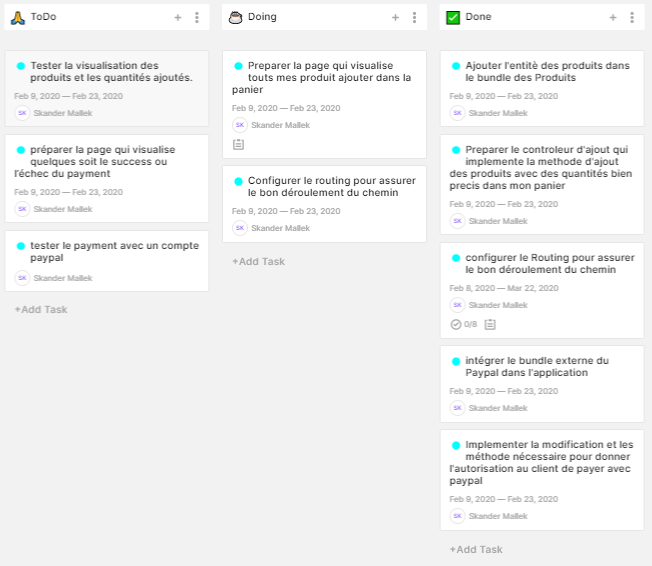 ToDo
Tester la visualisation des
produits et les quantités ajoutés.
Feb 9, 2020 — Feb 23, 2020
SK Skander Mallek
préparer la page qui visualise
quelques soit le success ou
l'échec du payment
Feb 9, 2020 — Feb 23, 2020
SK Skander Mallek
tester le payment avec un compte
paypal
SK Skander Mallek
+Add Task
Doing
Preparer la page qui visualise
touts mes produit ajouter dans la
panier
Feb 9, 2020 — Feb 23, 2020
SK Skander Mallek
Configurer le routing pour assurer
le bon déroulement du chemin
Feb 9, 2020 — Feb 23, 2020
SK Skander Mallek
+Add Task
Done
Ajouter l'entitè des produits dans
le bundle des Produits
Feb 9, 2020 — Feb 23, 2020
SK Skander Mallek
Preparer le controleur d'ajout qui
implemente la methode d'ajout
des produits avec des quantités bien
precis dans mon panier
Feb 9, 2020 — Feb 23, 2020
SK Skander Mallek
configurer le Routing pour assurer
le bon déroulement du chemin
Feb 8, 2020 — Mar 22, 2020
SK Skander Mallek
0/8
intégrer le bundle externe du
Paypal dans l'application
Feb 9, 2020 — Feb 23, 2020
SK Skander Mallek
Implementer la modification et les
méthode nécessaire pour donner
l'autorisation au client de payer avec
paypal
Feb 9, 2020 — Feb 23, 2020
SK Skander Mallek
+Add Task